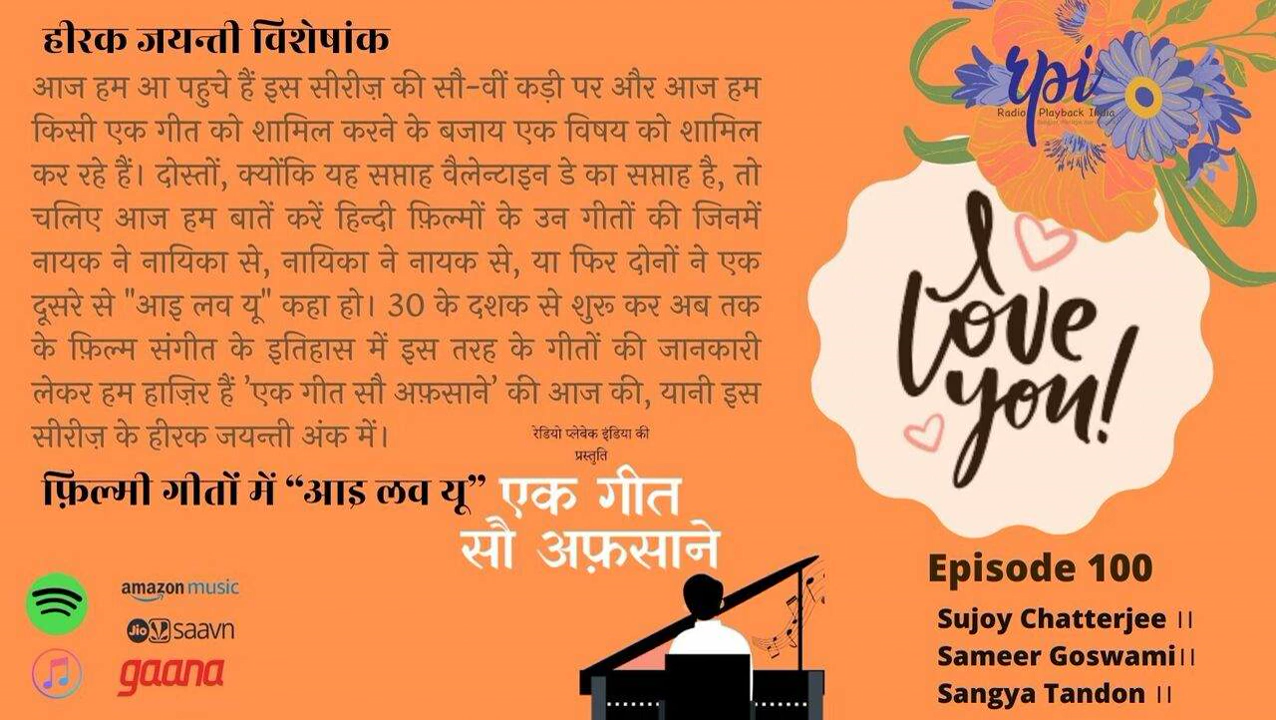 हीरक जयन्ती विशेषांक
आज हम आ पहुचे हैं इस सीरीज़ की सौ-वीं कड़ी पर और आज हम
किसी एक गीत को शामिल करने के बजाय एक विषय को शामिल
कर रहे हैं। दोस्तों, क्योंकि यह सप्ताह वैलेन्टाइन डे का सप्ताह है, तो
चलिए आज हम बातें करें हिन्दी फ़िल्मों के उन गीतों की जिनमें
नायक ने नायिका से, नायिका ने नायक से, या फिर दोनों ने एक
दूसरे से "आइ लव यू" कहा हो। 30 के दशक से शुरू कर अब तक
के फ़िल्म संगीत के इतिहास में इस तरह के गीतों की जानकारी
लेकर हम हाज़िर हैं ’एक गीत सौ अफ़साने’ की आज की, यानी इस
सीरीज़ के हीरक जयन्ती अंक में।
फ़िल्मी गीतों में “आइ लव यू”
रेडियो प्लेबेक इंडिया की
प्रस्तुति
एक गीत
सौ अफ़साने
amazon music
Jio saavn
gaana
rpi
Radio Playback India
I
love
you!
Episode 100
Sujoy Chatterjee ||
Sameer Goswami||
Sangya Tandon ||